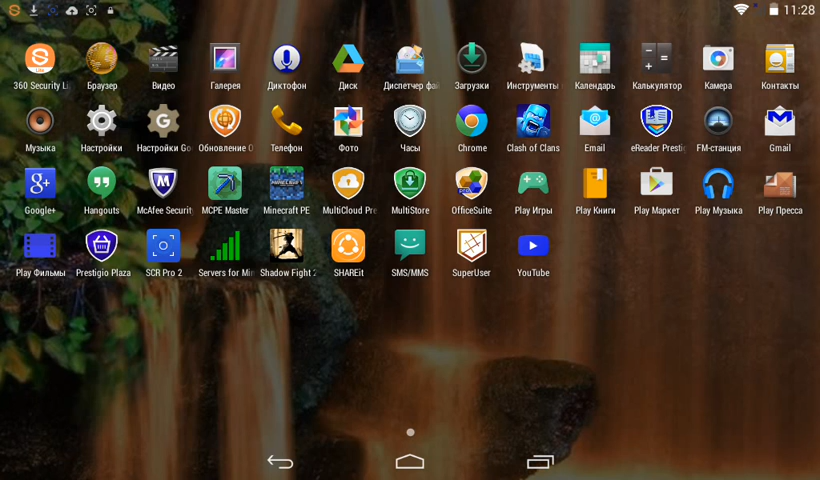 11:28
360 Security Li
Браузер
Видео
Галерея
Диктофон
Диск
Диспетчер фай
Загрузки
Инструменты
Календарь
Калькулятор
Камера
Контакты
Музыка
Настройки
Настройки Go
Обновление О
Телефон
Фото
Часы
Chrome
Clash of Clans
Email
eReader Prestig
FM-станция
Gmail
Google+
Hangouts
McAfee Securit
MCPE Master
Minecraft PE
MultiCloud Pre
MultiStore
OfficeSuite
Play Игры
Play Книги
Play Маркет
Play Музыка
Play Пресса
Play Фильмы
Prestigio Plaza
SCR Pro 2
Servers for Min
Shadow Fight 2
SHAREit
SMS/MMS
SuperUser
YouTube